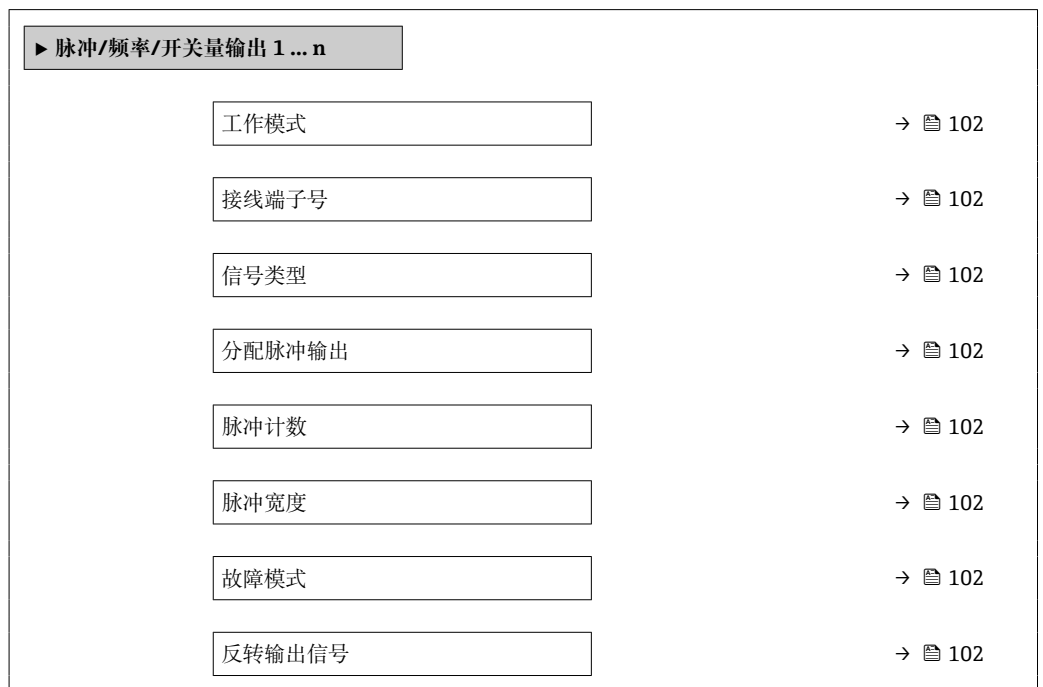 ▶ 脉冲/频率/开关量输出 1 ... n
工作模式 → 🖹 102
接线端子号 → 🖹 102
信号类型 → 🖹 102
分配脉冲输出 → 🖹 102
脉冲计数 → 🖹 102
脉冲宽度 → 🖹 102
故障模式 → 🖹 102
反转输出信号 → 🖹 102